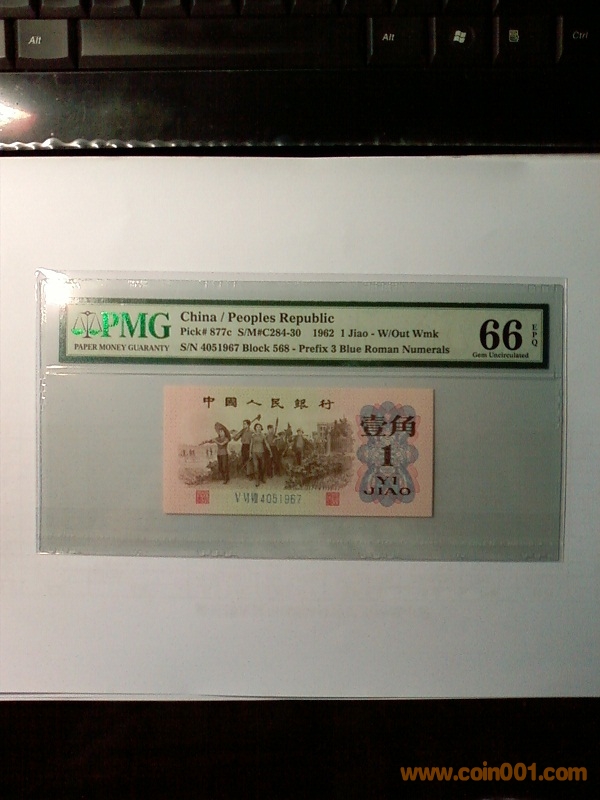 Alt
Alt
Ctrl
PMG
PAPER MONEY GUARANTY
China / Peoples Republic
Pick# 877c S/M#C284-30 1962 1 Jiao - W/Out Wmk
S/N 4051967 Block 568 - Prefix 3 Blue Roman Numerals
66
EPQ
Gem Uncirculated
中國人民銀行
壹角
1
YI
JIAO
V VI VIII 4051967
www.coin001.com